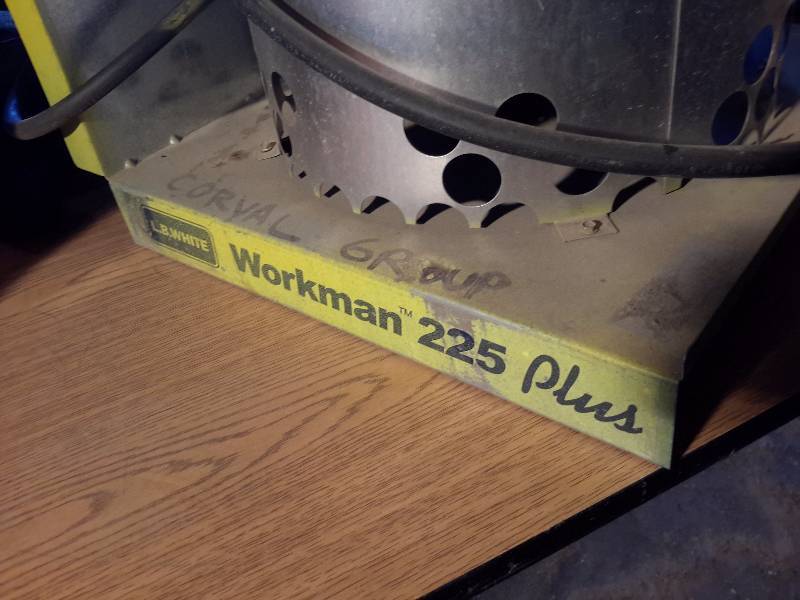 CORVAL GROUP
L.B.WHITE
Workman™ 225 Plus